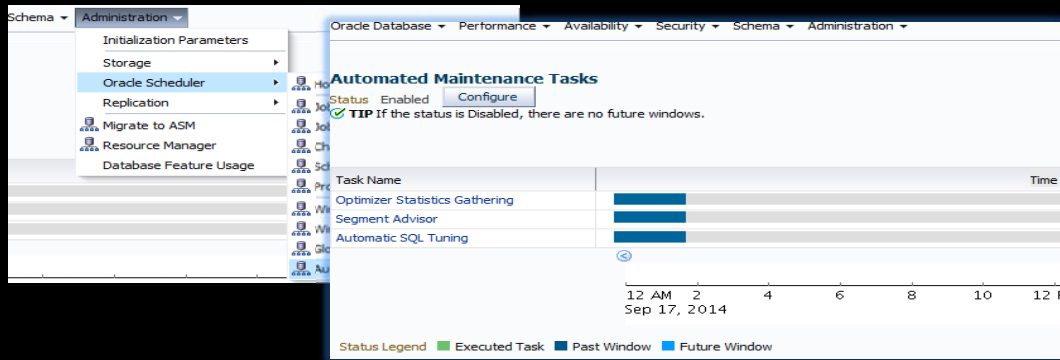 Schema Administration
Initialization Parameters
Storage
Oracle Scheduler
Replication
Migrate to ASM
Resource Manager
Database Feature Usage
Oracle Database Performance Availability Security Schema Administration
Automated Maintenance Tasks
Status Enabled Configure
TIP If the status is Disabled, there are no future windows.
Task Name Time
Optimizer Statistics Gathering
Segment Advisor
Automatic SQL Tuning
12 AM 2 4 6 8 10 12
Sep 17, 2014
Status Legend Executed Task Past Window Future Window